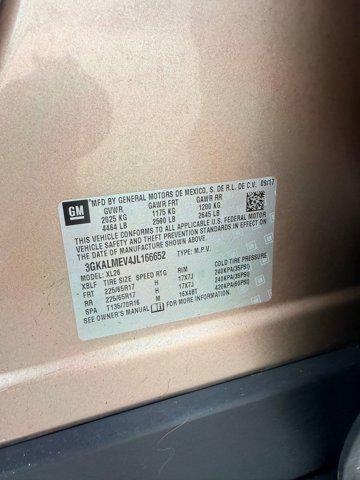 GM
MFD BY GENERAL MOTORS DE MEXICO, S. DE R.L. DE C.V. 09/17
GVWR GAWR FRT GAWR RR
2025 KG 1175 KG 1200 KG
4464 LB 2590 LB 2645 LB
THIS VEHICLE CONFORMS TO ALL APPLICABLE U.S. FEDERAL MOTOR
VEHICLE SAFETY AND THEFT PREVENTION STANDARDS IN EFFECT ON
THE DATE OF MANUFACTURE SHOWN ABOVE.
3GKALMEV4JL166652 TYPE: M.P.V.
MODEL: XL26
XBLF TIRE SIZE SPEED RTG RIM COLD TIRE PRESSURE
FRT 225/65R17 H 17X7J 240KPA(35PSI)
RR 225/65R17 H 17X7J 240KPA(35PSI)
SPA T135/70R16 M 16X4BT 420KPA(60PSI)
SEE OWNER'S MANUAL FOR ADDITIONAL INFORMATION.
GM